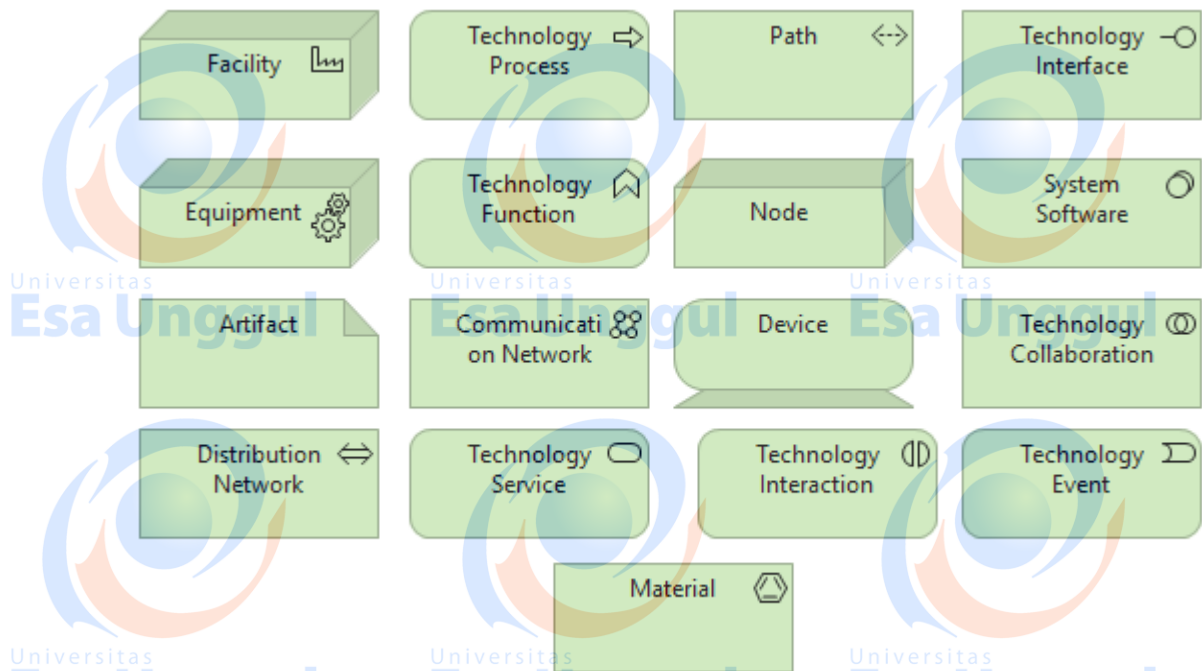 Facility
Technology
Process
Path
Technology
Interface
Equipment
Technology
Function
Node
System
Software
Universitas
Esa Unggul
Universitas
Esa Unggul
Universitas
Esa Unggul
Artifact
Communicati
on Network
Device
Technology
Collaboration
Distribution
Network
Technology
Service
Technology
Interaction
Technology
Event
Material
Universitas
Universitas
Universitas